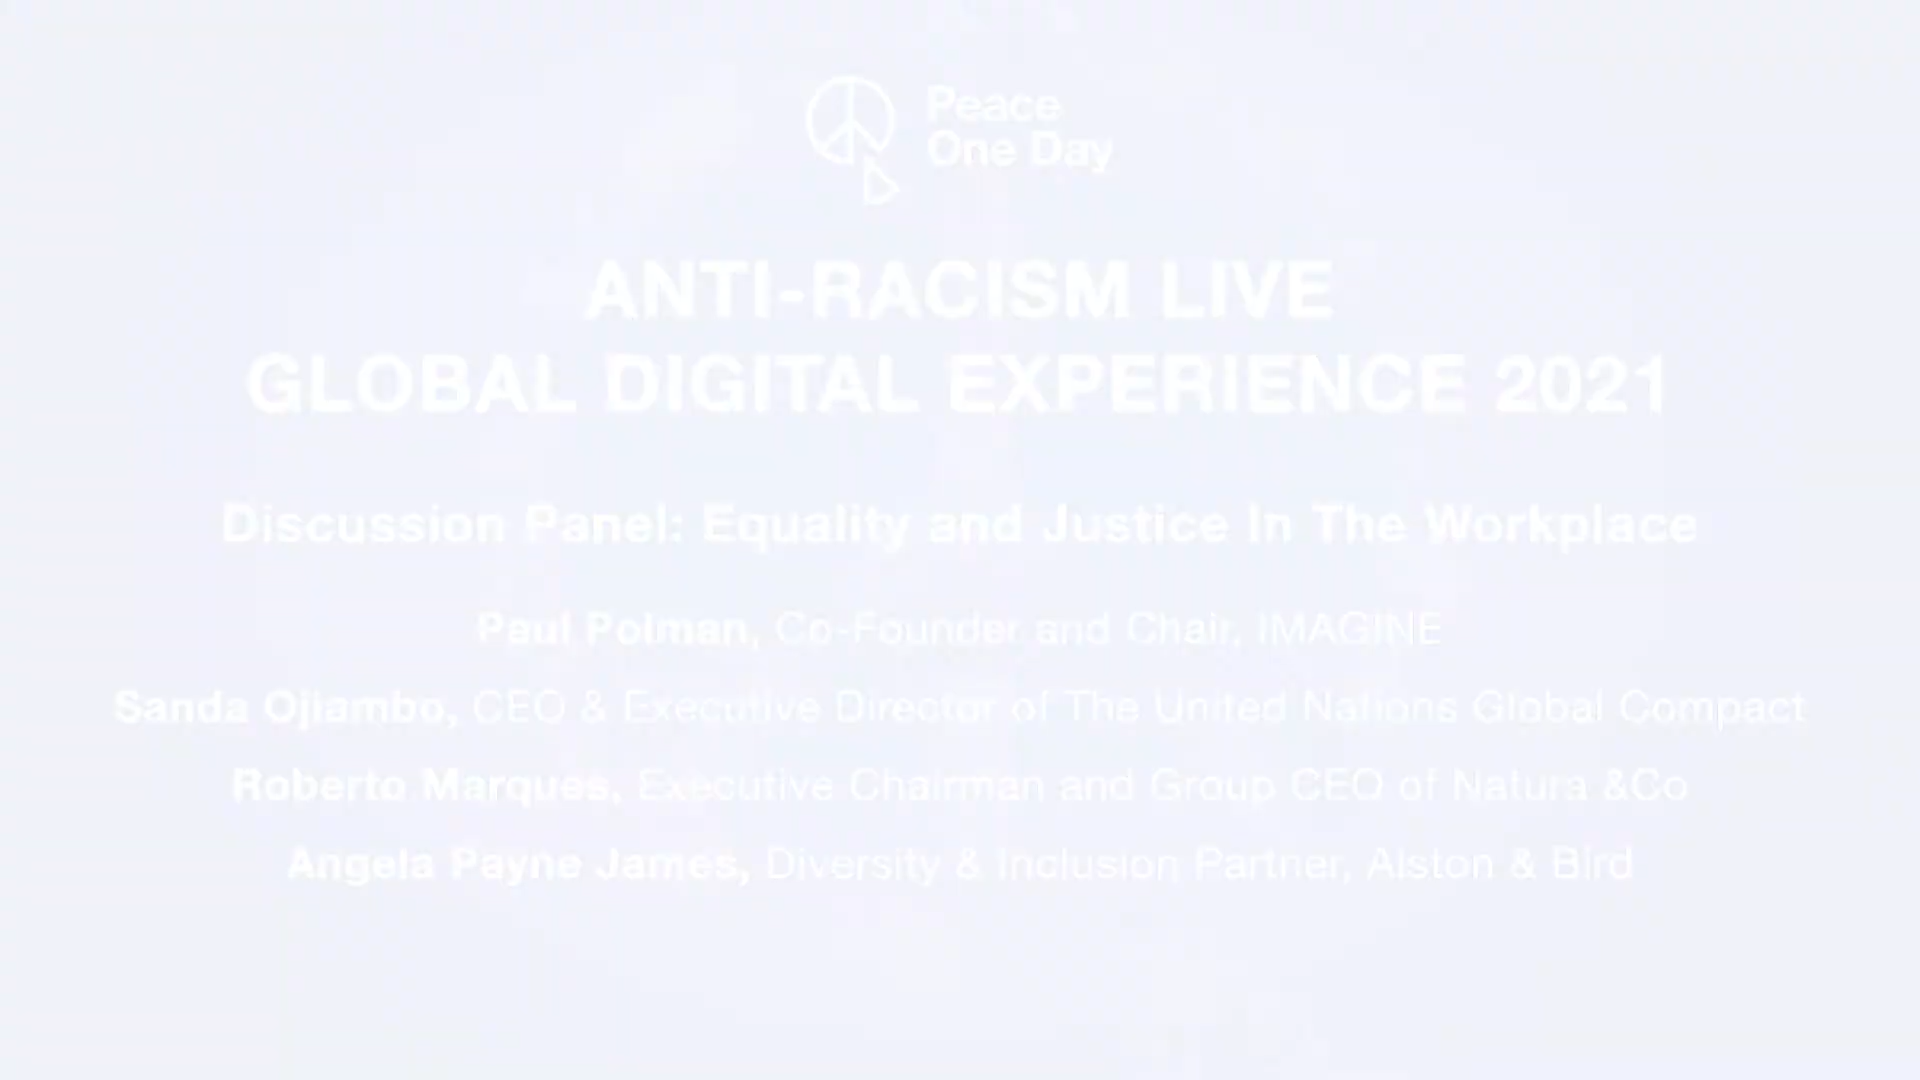 Peace
One Day
ANTI-RACISM LIVE
GLOBAL DIGITAL EXPERIENCE 2021
Discussion Panel: Equality and Justice In The Workplace
Paul Polman, Co-Founder and Chair, IMAGINE
Sanda Ojiambo, CEO & Executive Director of The United Nations Global Compact
Roberto Marques, Executive Chairman and Group CEO of Natura &Co
Angela Payne James, Diversity & Inclusion Partner, Alston & Bird